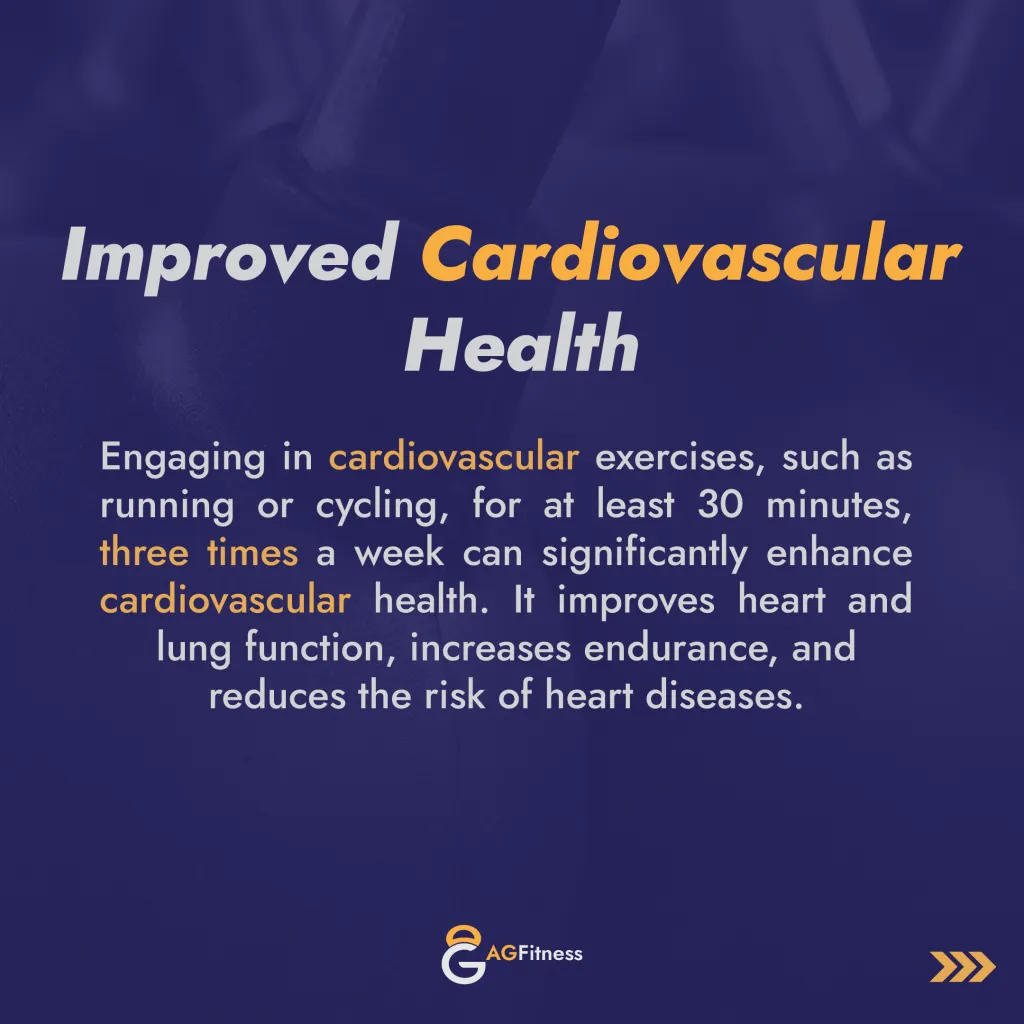 Improved Cardiovascular
Health
Engaging in cardiovascular exercises, such as
running or cycling, for at least 30 minutes,
three times a week can significantly enhance
cardiovascular health. It improves heart and
lung function, increases endurance, and
reduces the risk of heart diseases.
AGFitness